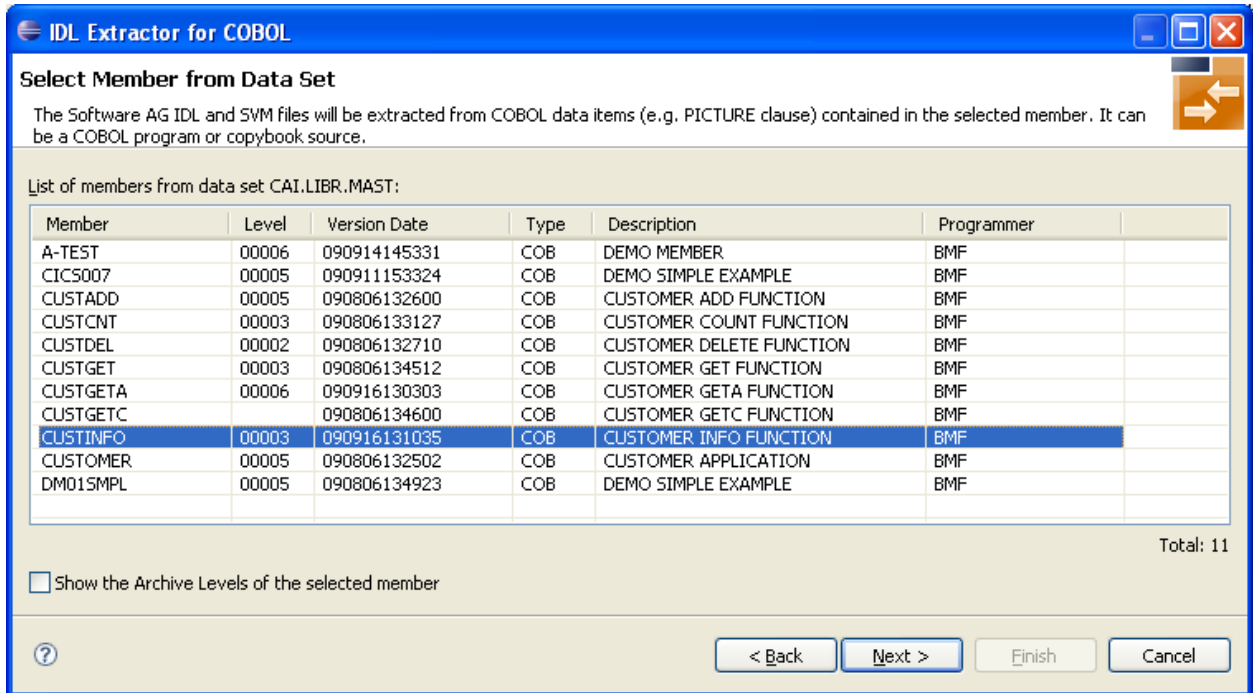 IDL Extractor for COBOL
Select Member from Data Set
The Software AG IDL and SVM files will be extracted from COBOL data items (e.g. PICTURE clause) contained in the selected member. It can
be a COBOL program or copybook source.
List of members from data set CAI.LIBR.MAST:
Member Level Version Date Type Description Programmer
A-TEST 00006 090914145331 COB DEMO MEMBER BMF
CICS007 00005 090911153324 COB DEMO SIMPLE EXAMPLE BMF
CUSTADD 00005 090806132600 COB CUSTOMER ADD FUNCTION BMF
CUSTCNT 00003 090806133127 COB CUSTOMER COUNT FUNCTION BMF
CUSTDEL 00002 090806132710 COB CUSTOMER DELETE FUNCTION BMF
CUSTGET 00003 090806134512 COB CUSTOMER GET FUNCTION BMF
CUSTGETA 00006 090916130303 COB CUSTOMER GETA FUNCTION BMF
CUSTGETC 090806134600 COB CUSTOMER GETC FUNCTION BMF
CUSTINFO 00003 090916131035 COB CUSTOMER INFO FUNCTION BMF
CUSTOMER 00005 090806132502 COB CUSTOMER APPLICATION BMF
DM01SMPL 00005 090806134923 COB DEMO SIMPLE EXAMPLE BMF
Total: 11
Show the Archive Levels of the selected member
? < Back Next > Finish Cancel